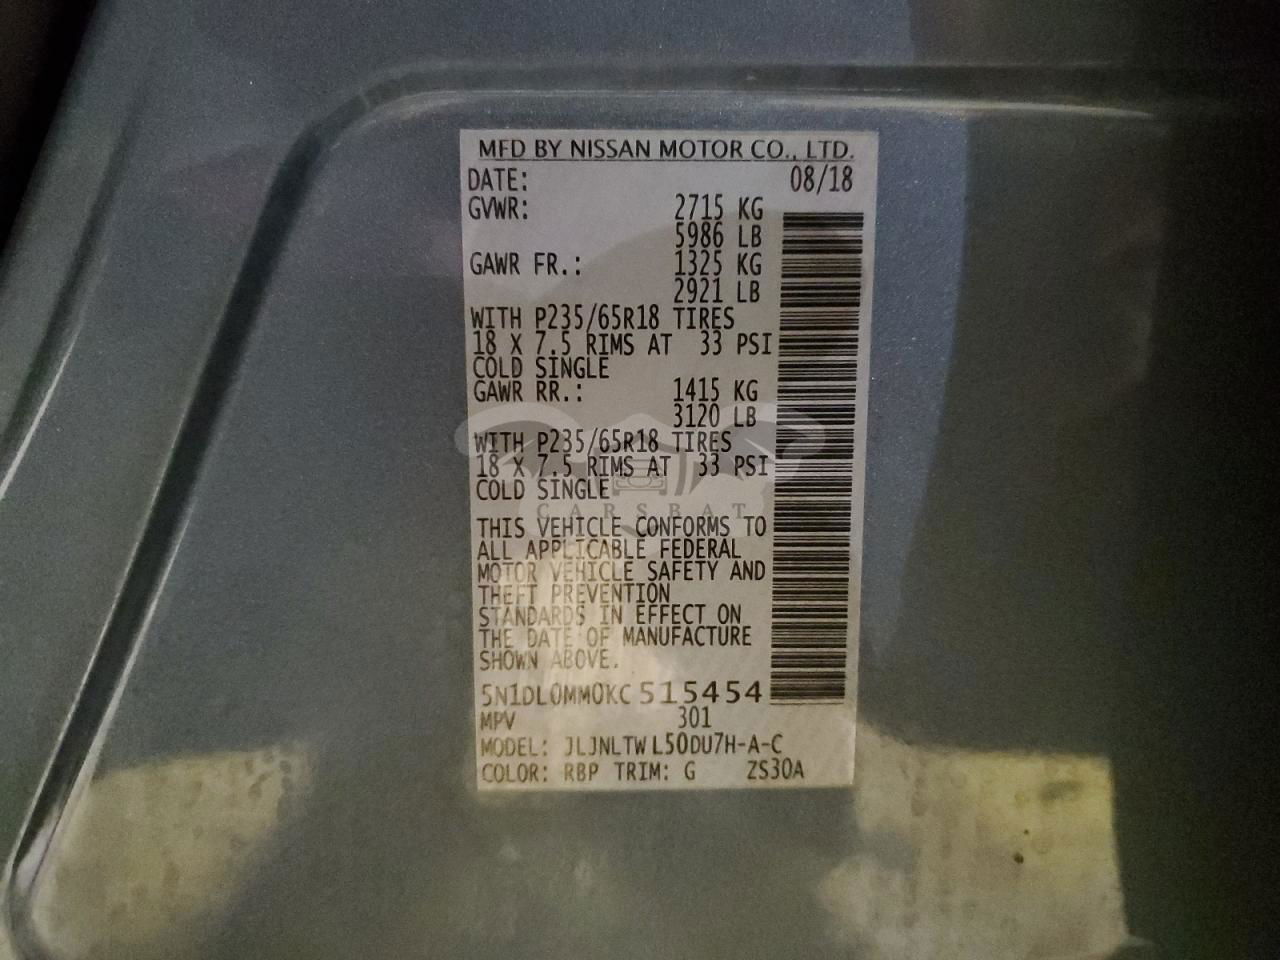 MFD BY NISSAN MOTOR CO., LTD.
DATE: 08/18
GVWR: 2715 KG
5986 LB
GAWR FR.: 1325 KG
2921 LB
WITH P235/65R18 TIRES
18 X 7.5 RIMS AT 33 PSI
COLD SINGLE
GAWR RR.: 1415 KG
3120 LB
WITH P235/65R18 TIRES
18 X 7.5 RIMS AT 33 PSI
COLD SINGLE
CARSBAT
THIS VEHICLE CONFORMS TO
ALL APPLICABLE FEDERAL
MOTOR VEHICLE SAFETY AND
THEFT PREVENTION
STANDARDS IN EFFECT ON
THE DATE OF MANUFACTURE
SHOWN ABOVE.
5N1DL0MM0KC515454
MPV 301
MODEL: JLJNLTWL50DU7H-A-C
COLOR: RBP TRIM: G ZS30A